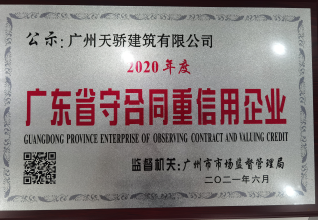 公示:广州天骄建筑有限公司
2020年度
广东省守合同重信用企业
GUANGDONG PROVINCE ENTERPRISE OF OBSERVING CONTRACT AND VALUING CREDIT
监督机关:广州市市场监督管理局
二〇二一年六月